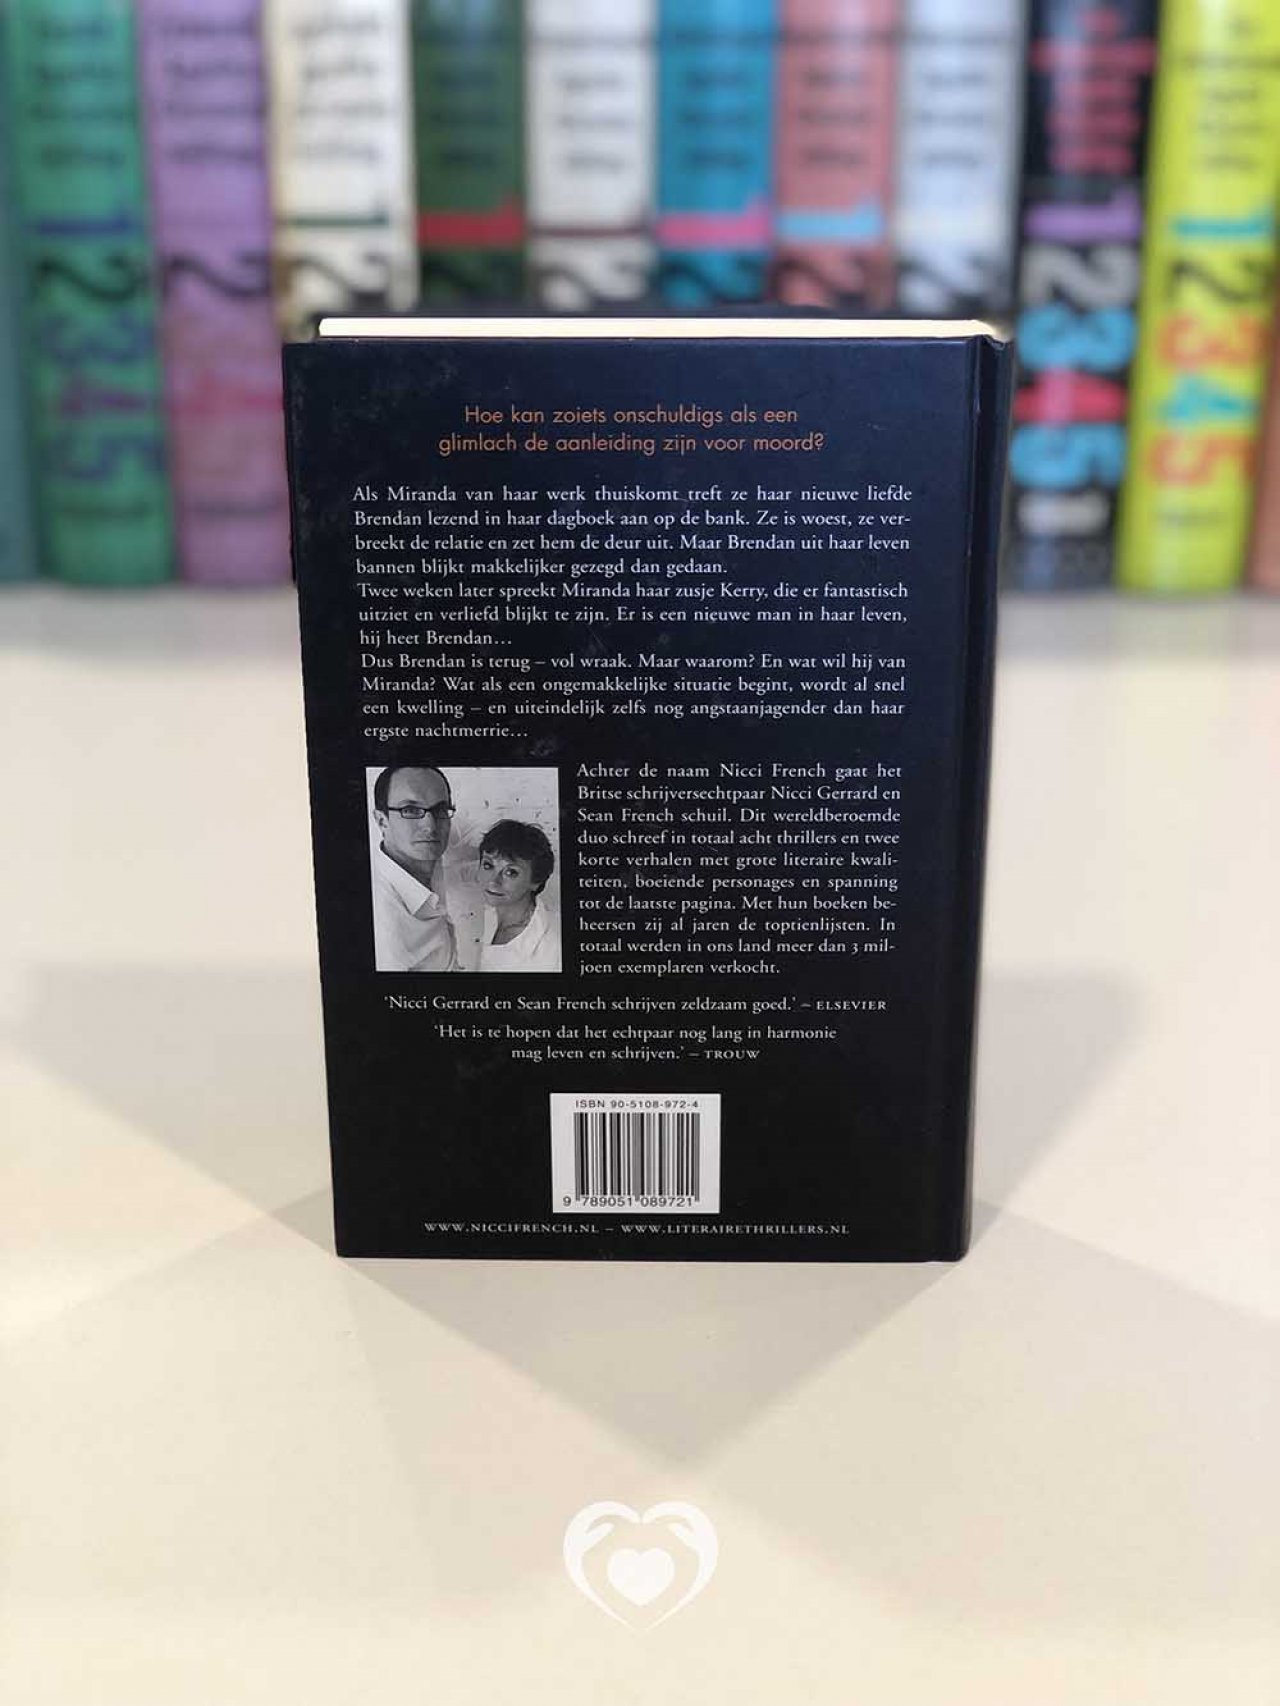 Hoe kan zoiets onschuldigs als een
glimlach de aanleiding zijn voor moord?
Als Miranda van haar werk thuiskomt treft ze haar nieuwe liefde
Brendan lezend in haar dagboek aan op de bank. Ze is woest, ze ver-
breekt de relatie en zet hem de deur uit. Maar Brendan uit haar leven
bannen blijkt makkelijker gezegd dan gedaan.
Twee weken later spreekt Miranda haar zusje Kerry, die er fantastisch
uitziet en verliefd blijkt te zijn. Er is een nieuwe man in haar leven,
hij heet Brendan...
Dus Brendan is terug – vol wraak. Maar waarom? En wat wil hij van
Miranda? Wat als een ongemakkelijke situatie begint, wordt al snel
een kwelling – en uiteindelijk zelfs nog angstaanjagender dan haar
ergste nachtmerrie...
Achter de naam Nicci French gaat het
Britse schrijversechtpaar Nicci Gerrard en
Sean French schuil. Dit wereldberoemde
duo schreef in totaal acht thrillers en twee
korte verhalen met grote literaire kwali-
teiten, boeiende personages en spanning
tot de laatste pagina. Met hun boeken be-
heersen zij al jaren de toptienlijsten. In
totaal werden in ons land meer dan 3 mil-
joen exemplaren verkocht.
'Nicci Gerrard en Sean French schrijven zeldzaam goed.' – ELSEVIER
'Het is te hopen dat het echtpaar nog lang in harmonie
mag leven en schrijven.' – TROUW
ISBN 90-5108-972-4
9 789051 089721
WWW.NICCIFRENCH.NL – WWW.LITERAIRETHRILLERS.NL